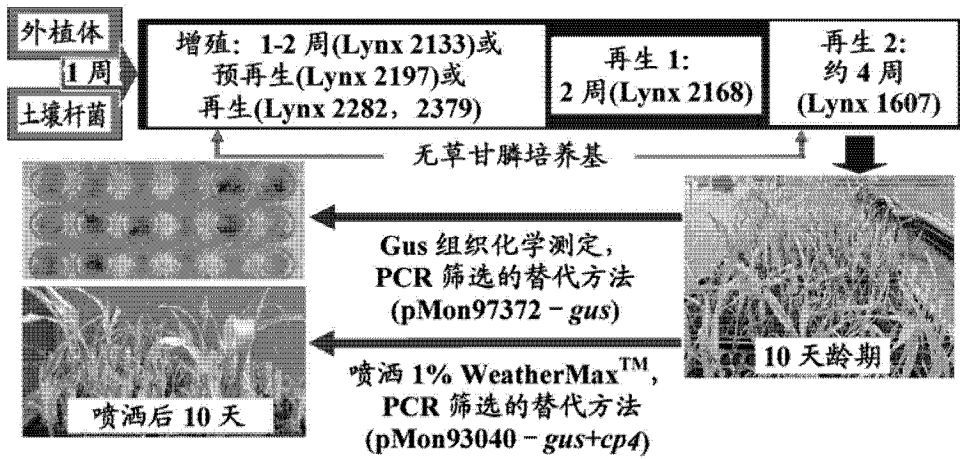 外植体
1 周
土壤杆菌
增殖：1-2 周(Lynx 2133)或
预再生(Lynx 2197)或
再生(Lynx 2282，2379)
再生 1：
2 周(Lynx 2168)
再生 2：
约 4 周
(Lynx 1607)
无草甘膦培养基
Gus 组织化学测定，
PCR 筛选的替代方法
(pMon97372－gus)
10 天龄期
喷洒 1% WeatherMax™，
PCR 筛选的替代方法
(pMon93040－gus+cp4)
喷洒后 10 天